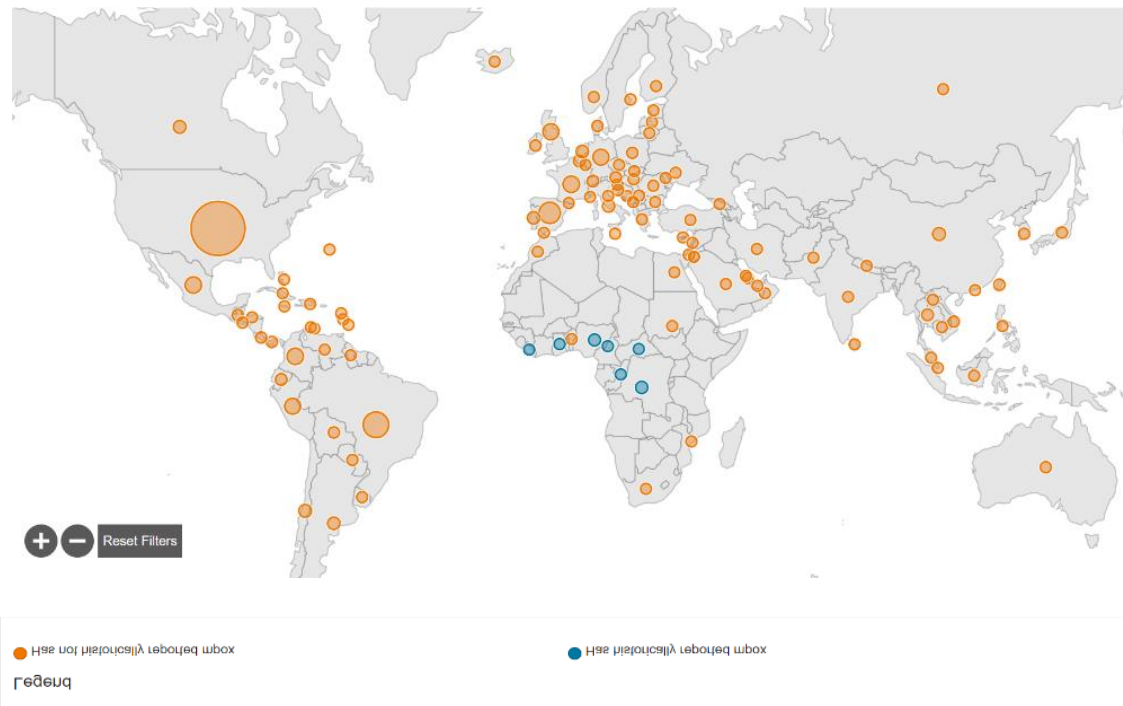 +
−
Reset Filters
Has not historically reported mpox
Has historically reported mpox
Legend